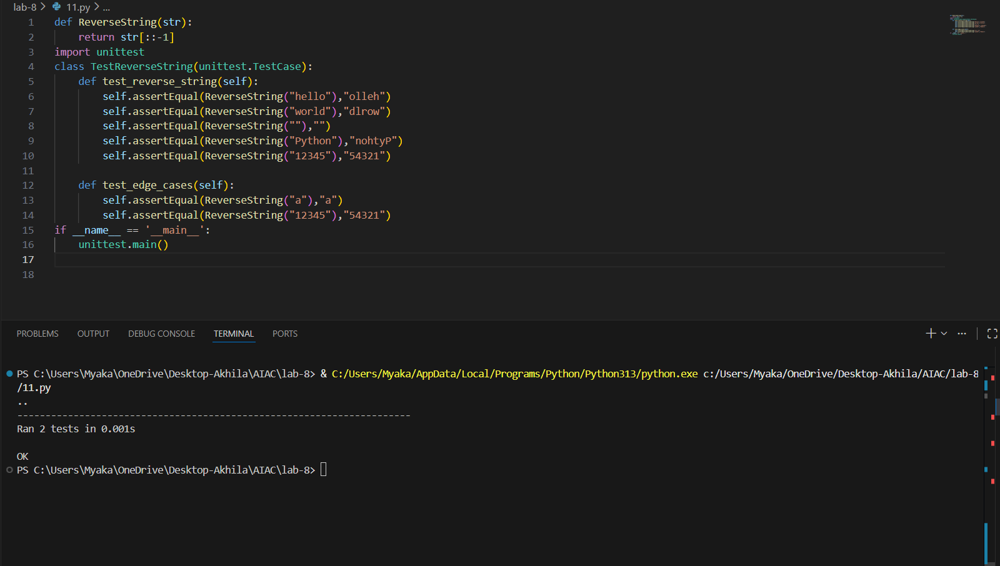 lab-8 > 11.py > ...
1 def ReverseString(str):
2     return str[::-1]
3 import unittest
4 class TestReverseString(unittest.TestCase):
5     def test_reverse_string(self):
6         self.assertEqual(ReverseString("hello"),"olleh")
7         self.assertEqual(ReverseString("world"),"dlrow")
8         self.assertEqual(ReverseString(""),"")
9         self.assertEqual(ReverseString("Python"),"nohtyP")
10         self.assertEqual(ReverseString("12345"),"54321")
11
12     def test_edge_cases(self):
13         self.assertEqual(ReverseString("a"),"a")
14         self.assertEqual(ReverseString("12345"),"54321")
15 if __name__ == '__main__':
16     unittest.main()
17
18
PROBLEMS OUTPUT DEBUG CONSOLE TERMINAL PORTS
PS C:\Users\Myaka\OneDrive\Desktop-Akhila\AIAC\lab-8> & C:/Users/Myaka/AppData/Local/Programs/Python/Python313/python.exe c:/Users/Myaka/OneDrive/Desktop-Akhila/AIAC/lab-8
/11.py
..
----------------------------------------------------------------------
Ran 2 tests in 0.001s
OK
PS C:\Users\Myaka\OneDrive\Desktop-Akhila\AIAC\lab-8>